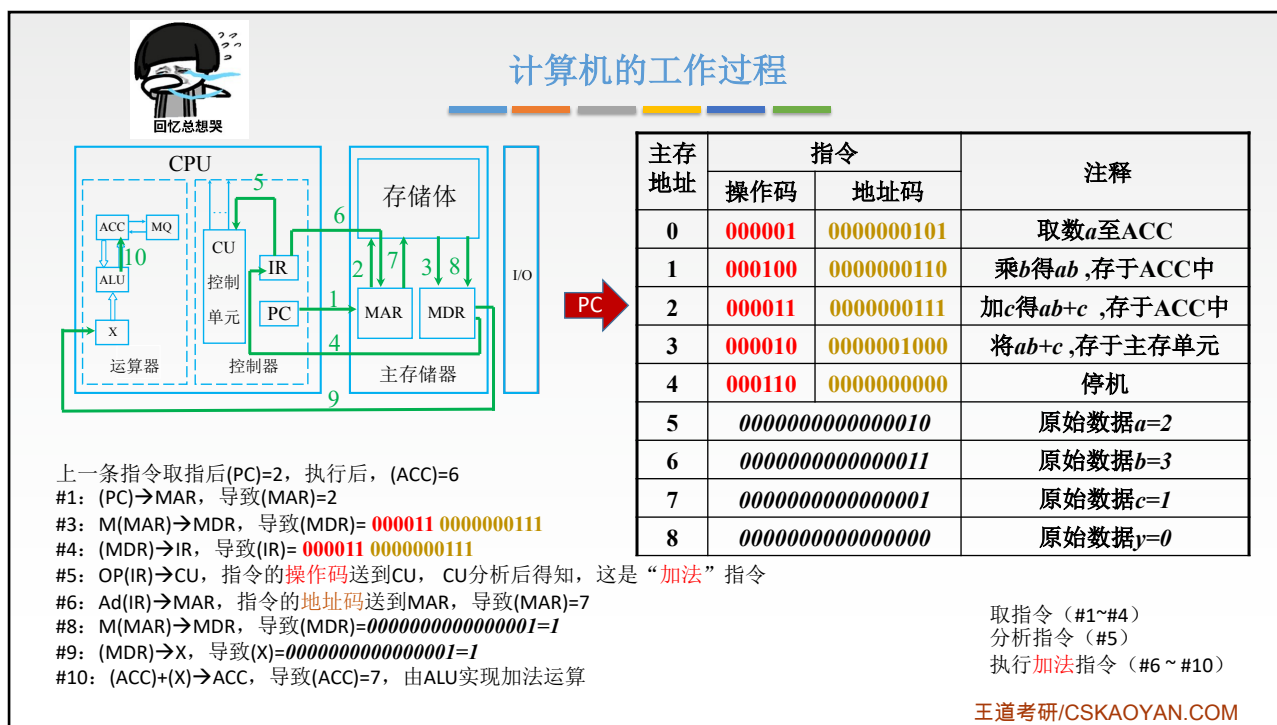 回忆总想哭
计算机的工作过程
CPU
ACC
MQ
ALU
X
运算器
5
...
CU
控制
单元
IR
PC
控制器
存储体
MAR
MDR
主存储器
I/O
10
6
2
7
3
8
1
4
9
PC
主存地址 指令 注释
操作码 地址码
0 000001 0000000101 取数a至ACC
1 000100 0000000110 乘b得ab ,存于ACC中
2 000011 0000000111 加c得ab+c ,存于ACC中
3 000010 0000001000 将ab+c ,存于主存单元
4 000110 0000000000 停机
5 0000000000000010 原始数据a=2
6 0000000000000011 原始数据b=3
7 0000000000000001 原始数据c=1
8 0000000000000000 原始数据y=0
上一条指令取指后(PC)=2，执行后，(ACC)=6
#1：(PC)→MAR，导致(MAR)=2
#3：M(MAR)→MDR，导致(MDR)= 000011 0000000111
#4：(MDR)→IR，导致(IR)= 000011 0000000111
#5：OP(IR)→CU，指令的操作码送到CU， CU分析后得知，这是“加法”指令
#6：Ad(IR)→MAR，指令的地址码送到MAR，导致(MAR)=7
#8：M(MAR)→MDR，导致(MDR)=0000000000000001=1
#9：(MDR)→X，导致(X)=0000000000000001=1
#10：(ACC)+(X)→ACC，导致(ACC)=7，由ALU实现加法运算
取指令（#1~#4）
分析指令（#5）
执行加法指令（#6 ~ #10）
王道考研/CSKAOYAN.COM